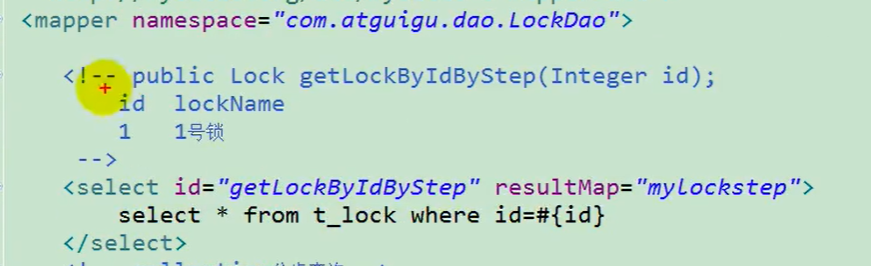 <mapper namespace="com.atguigu.dao.LockDao">
<!-- public Lock getLockByIdByStep(Integer id);
id lockName
1 1号锁
-->
<select id="getLockByIdByStep" resultMap="mylockstep">
select * from t_lock where id=#{id}
</select>